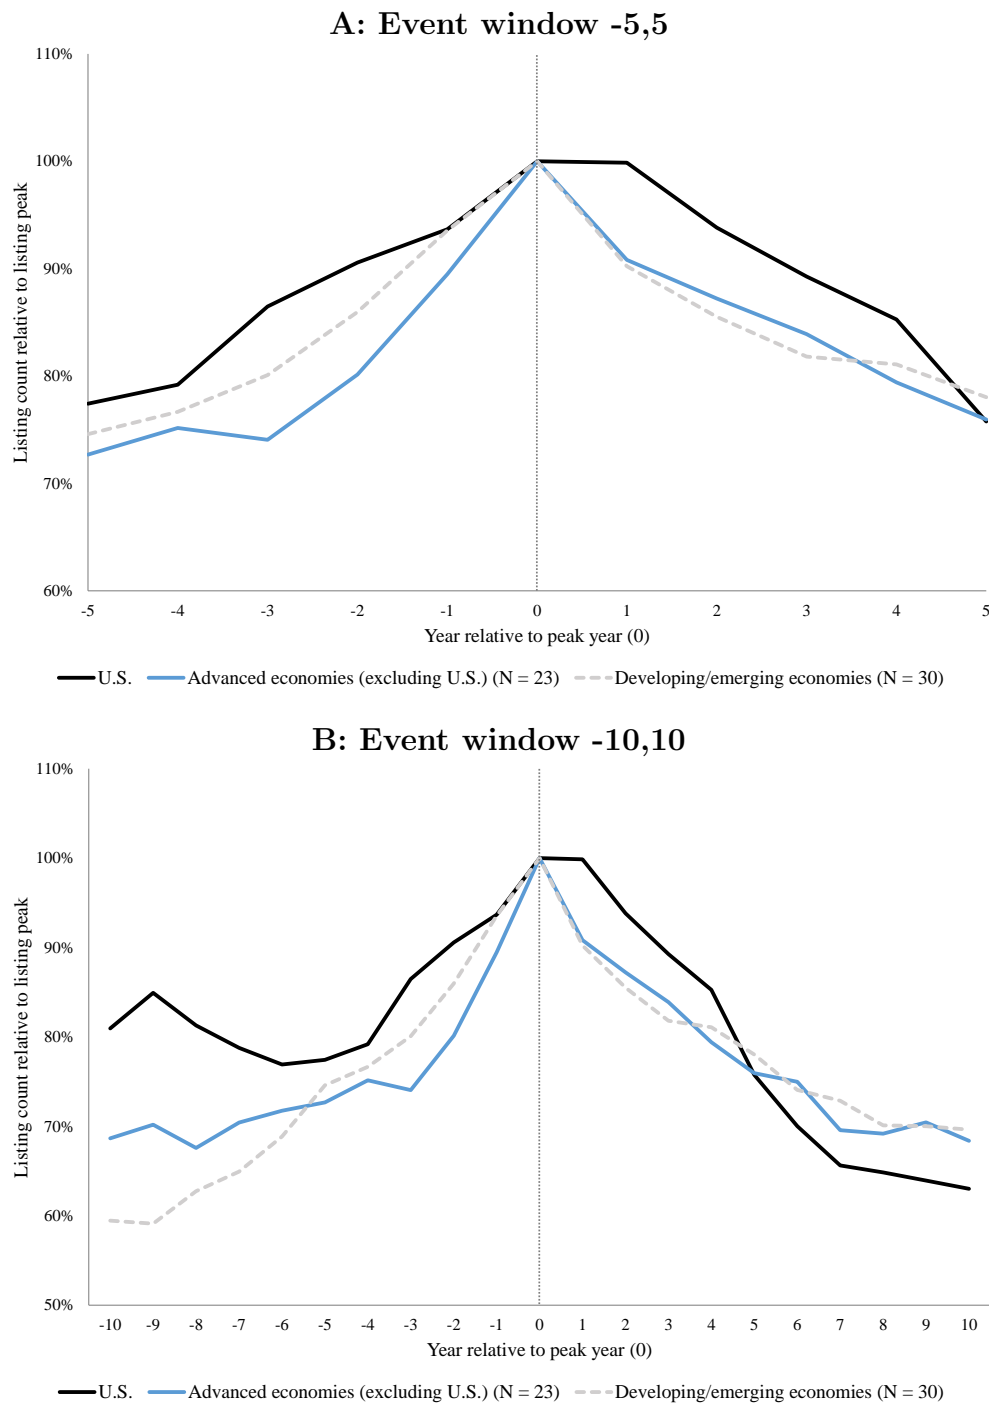 A: Event window -5,5
110%
100%
90%
80%
70%
60%
Listing count relative to listing peak
-5 -4 -3 -2 -1 0 1 2 3 4 5
Year relative to peak year (0)
U.S. Advanced economies (excluding U.S.) (N = 23) Developing/emerging economies (N = 30)
B: Event window -10,10
110%
100%
90%
80%
70%
60%
50%
Listing count relative to listing peak
-10 -9 -8 -7 -6 -5 -4 -3 -2 -1 0 1 2 3 4 5 6 7 8 9 10
Year relative to peak year (0)
U.S. Advanced economies (excluding U.S.) (N = 23) Developing/emerging economies (N = 30)